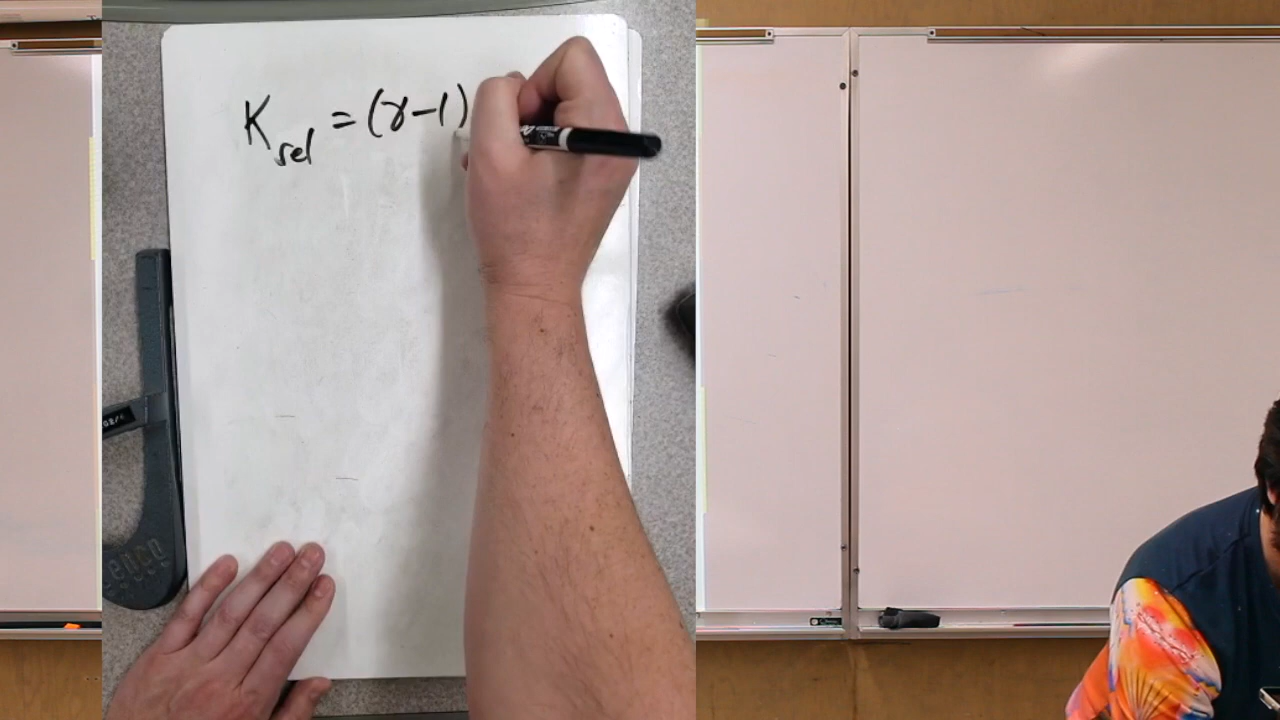 K_rel = (γ-1)